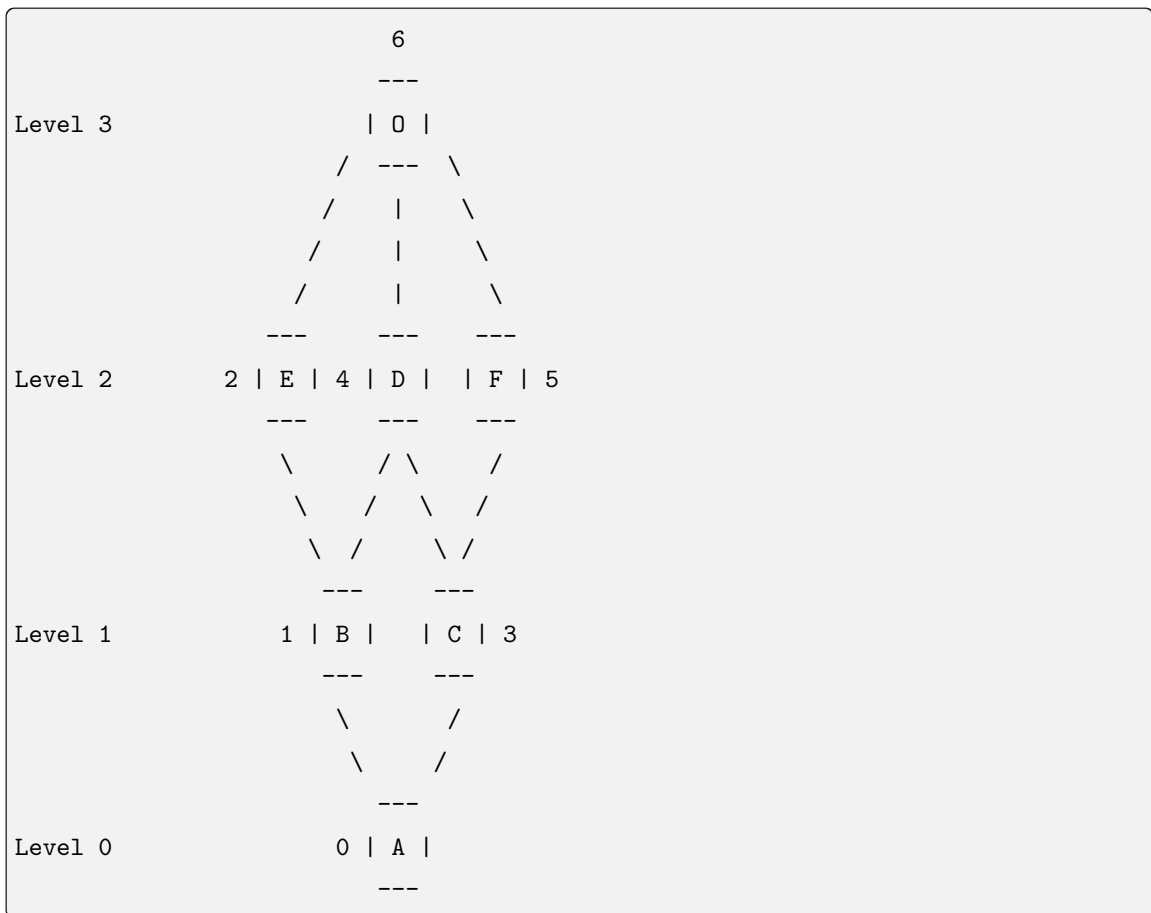 6
                          ---
Level 3                  | O |
                       /  ---  \
                      /    |    \
                     /     |     \
                    /      |      \
                  ---     ---    ---
Level 2        2 | E | 4 | D |  | F | 5
                  ---     ---    ---
                   \      / \     /
                    \    /   \   /
                     \  /     \ /
                      ---     ---
Level 1            1 | B |   | C | 3
                      ---     ---
                       \       /
                        \     /
                          ---
Level 0                0 | A |
                          ---